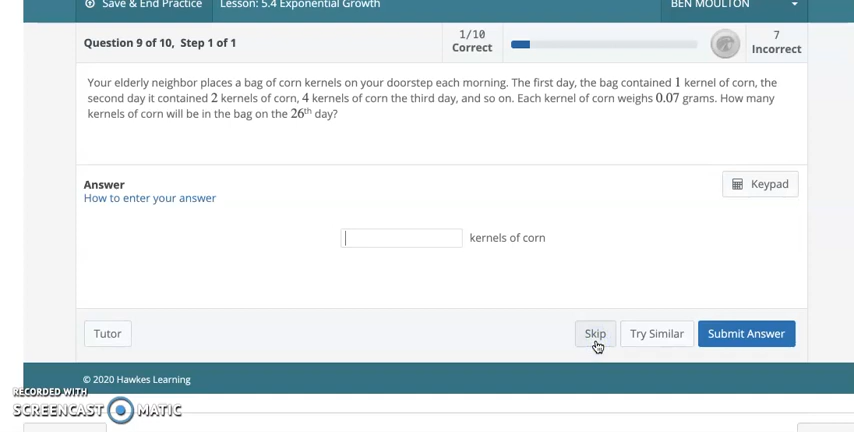 Save & End Practice Lesson: 5.4 Exponential Growth BEN MOULTON
Question 9 of 10, Step 1 of 1
1/10
Correct
7
Incorrect
Your elderly neighbor places a bag of corn kernels on your doorstep each morning. The first day, the bag contained 1 kernel of corn, the
second day it contained 2 kernels of corn, 4 kernels of corn the third day, and so on. Each kernel of corn weighs 0.07 grams. How many
kernels of corn will be in the bag on the 26th day?
Answer
How to enter your answer
Keypad
kernels of corn
Tutor Skip Try Similar Submit Answer
© 2020 Hawkes Learning
RECORDED WITH
SCREENCAST MATIC